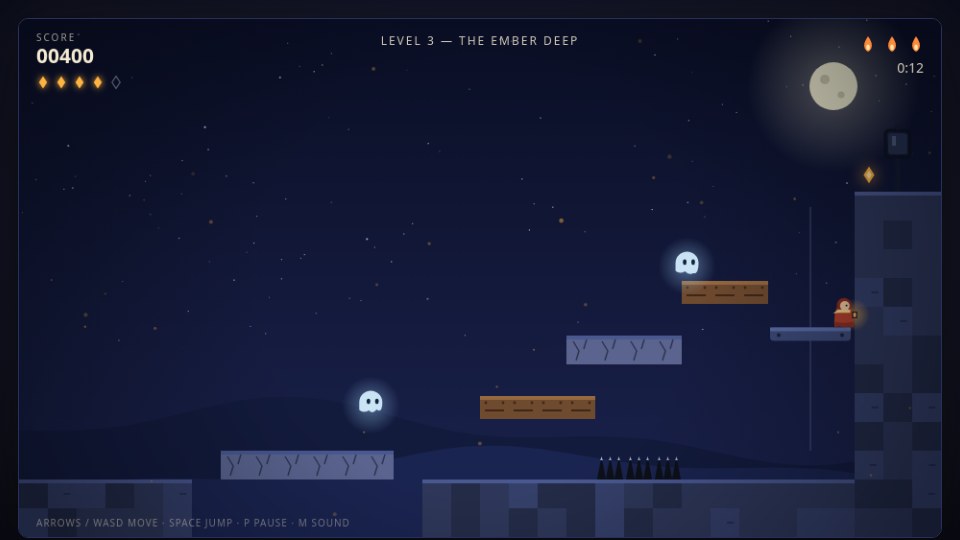 SCORE
00400
LEVEL 3 — THE EMBER DEEP
0:12
ARROWS / WASD MOVE · SPACE JUMP · P PAUSE · M SOUND